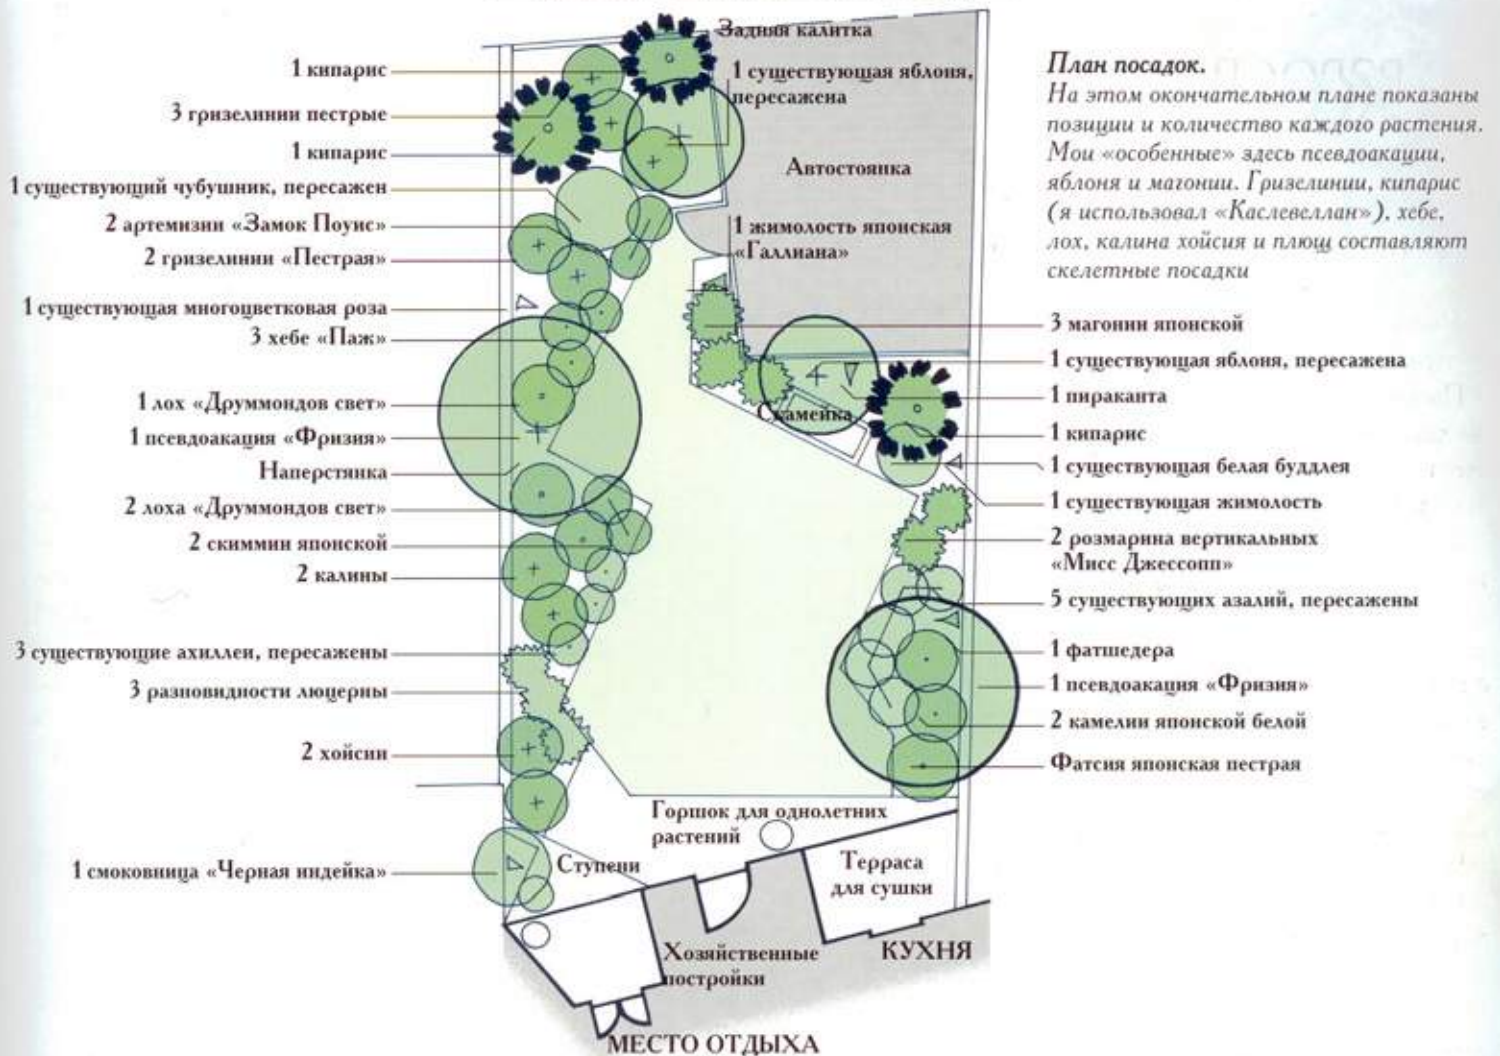 Задняя калитка
1 кипарис
3 гризелинии пестрые
1 кипарис
1 существующий чубушник, пересажен
2 артемизии «Замок Поуис»
2 гризелинии «Пестрая»
1 существующая многоцветковая роза
3 хебе «Паж»
1 лох «Друммондов свет»
1 псевдоакация «Фризия»
Наперстянка
2 лоха «Друммондов свет»
2 скиммии японской
2 калины
3 существующие ахиллеи, пересажены
3 разновидности люцерны
2 хойсии
1 смоковница «Черная индейка»
1 существующая яблоня,
пересажена
Автостоянка
1 жимолость японская
«Галлиана»
Скамейка
Горшок для однолетних
растений
Ступени
Терраса
для сушки
Хозяйственные
постройки
КУХНЯ
МЕСТО ОТДЫХА
План посадок.
На этом окончательном плане показаны
позиции и количество каждого растения.
Мои «особенные» здесь псевдоакации,
яблоня и магонии. Гризелинии, кипарис
(я использовал «Каслевеллан»), хебе,
лох, калина хойсия и плющ составляют
скелетные посадки
3 магонии японской
1 существующая яблоня, пересажена
1 пираканта
1 кипарис
1 существующая белая буддлея
1 существующая жимолость
2 розмарина вертикальных
«Мисс Джессопп»
5 существующих азалий, пересажены
1 фатшедера
1 псевдоакация «Фризия»
2 камелии японской белой
Фатсия японская пестрая